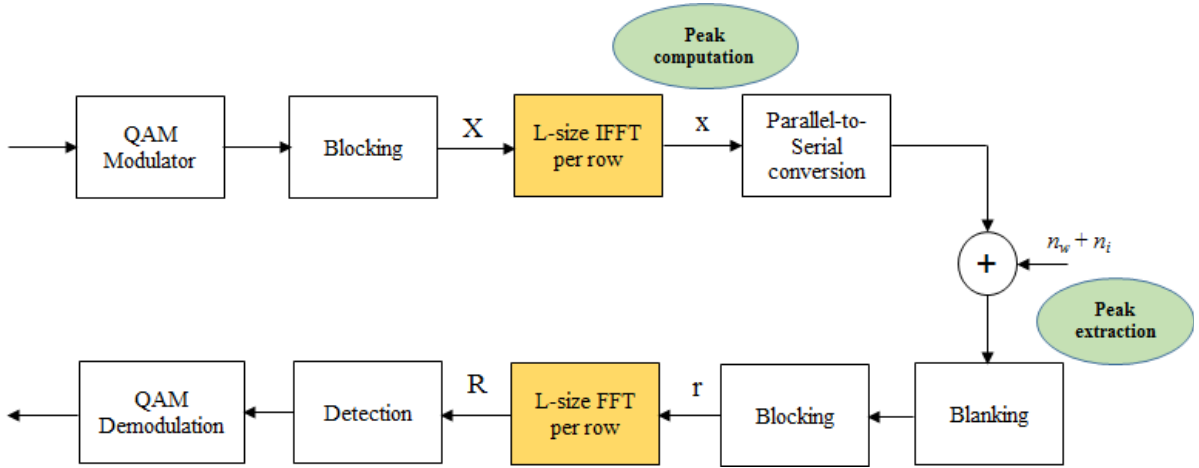 Peak
computation
QAM
Modulator
Blocking
X
L-size IFFT
per row
x
Parallel-to-
Serial
conversion
+
n_w + n_i
Peak
extraction
QAM
Demodulation
Detection
R
L-size FFT
per row
r
Blocking
Blanking